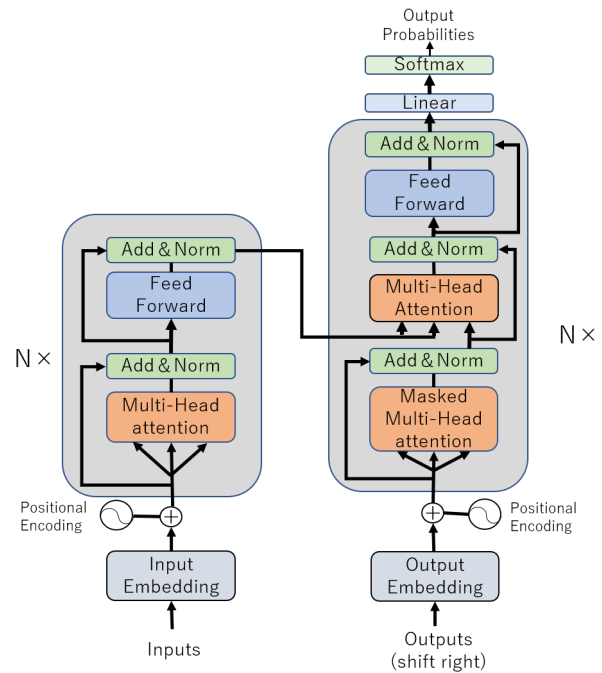 Output
Probabilities
Softmax
Linear
Add & Norm
Feed
Forward
Add & Norm
Multi-Head
Attention
Add & Norm
Masked
Multi-Head
attention
N×
Positional
Encoding
Output
Embedding
Outputs
(shift right)
Add & Norm
Feed
Forward
N×
Add & Norm
Multi-Head
attention
Positional
Encoding
Input
Embedding
Inputs